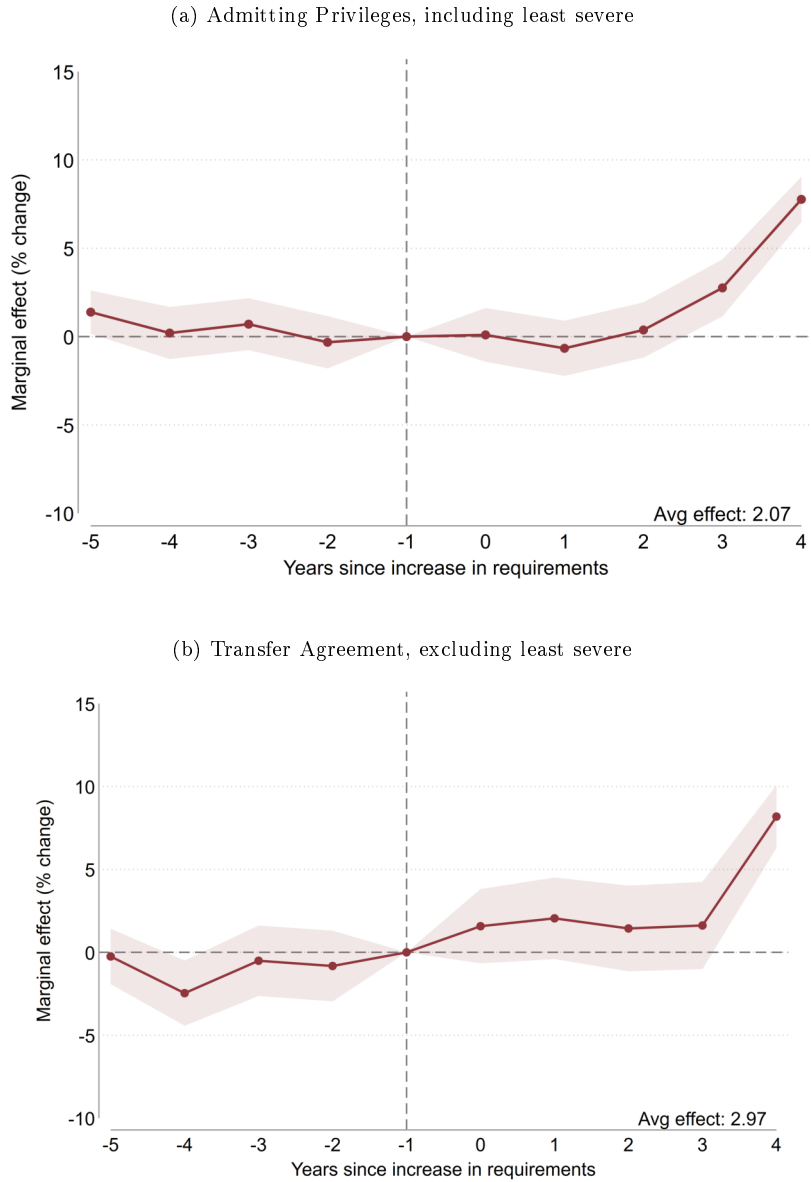 (a) Admitting Privileges, including least severe
15
10
5
0
-5
-10
Marginal effect (% change)
Avg effect: 2.07
-5 -4 -3 -2 -1 0 1 2 3 4
Years since increase in requirements
(b) Transfer Agreement, excluding least severe
15
10
5
0
-5
-10
Marginal effect (% change)
Avg effect: 2.97
-5 -4 -3 -2 -1 0 1 2 3 4
Years since increase in requirements